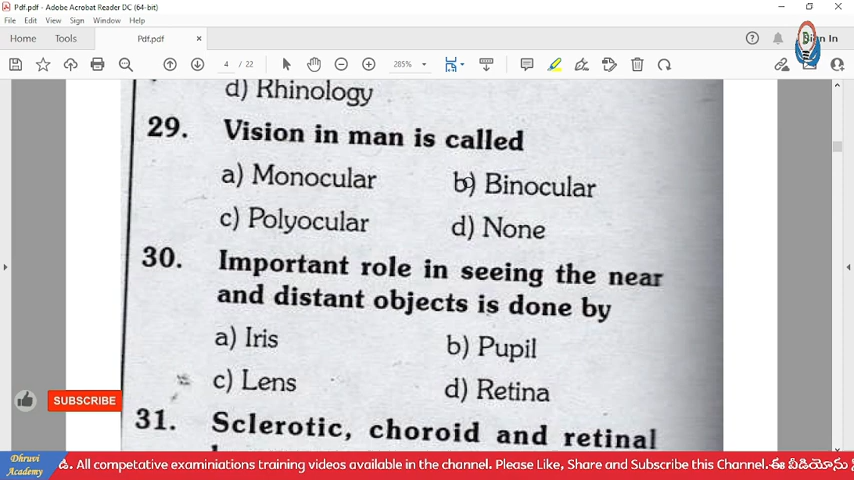 Pdf.pdf - Adobe Acrobat Reader DC (64-bit)
File Edit View Sign Window Help
Home Tools Pdf.pdf × Sign In
4 / 22 285%
d) Rhinology
29. Vision in man is called
a) Monocular b) Binocular
c) Polyocular d) None
30. Important role in seeing the near
and distant objects is done by
a) Iris b) Pupil
c) Lens d) Retina
SUBSCRIBE
31. Sclerotic, choroid and retinal
Dhruvi
Academy
డి. All competative examiniations training videos available in the channel. Please Like, Share and Subscribe this Channel.ఈ వీడియోను